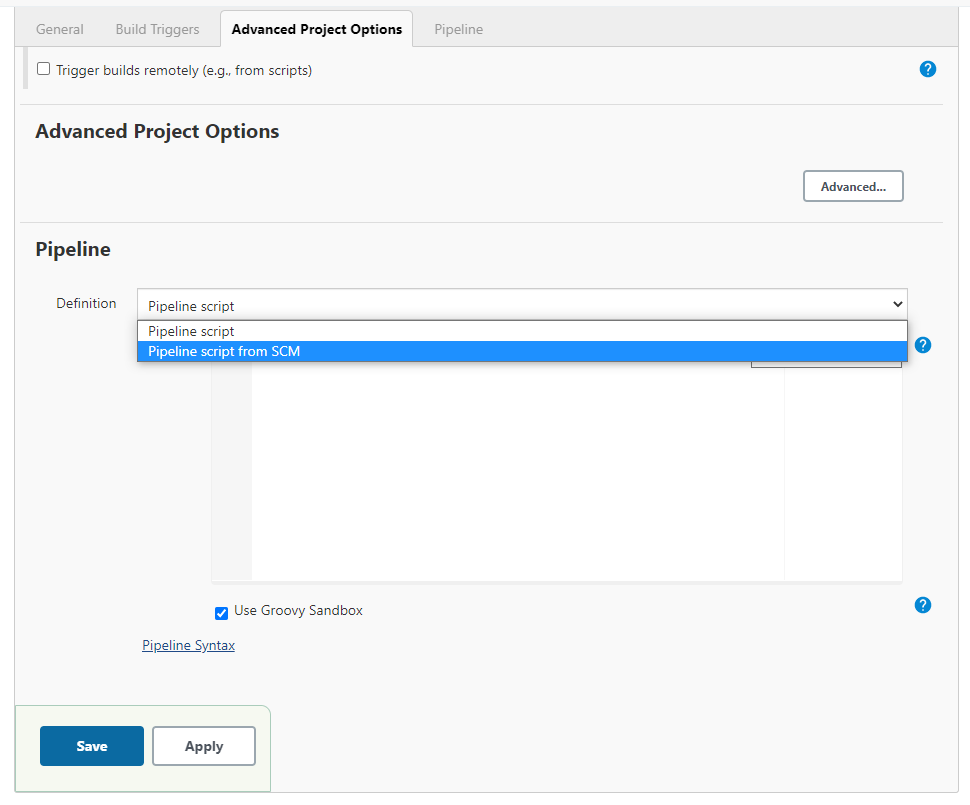 General Build Triggers Advanced Project Options Pipeline
Trigger builds remotely (e.g., from scripts)
?
Advanced Project Options
Advanced...
Pipeline
Definition Pipeline script
Pipeline script
Pipeline script from SCM
?
Use Groovy Sandbox
?
Pipeline Syntax
Save Apply